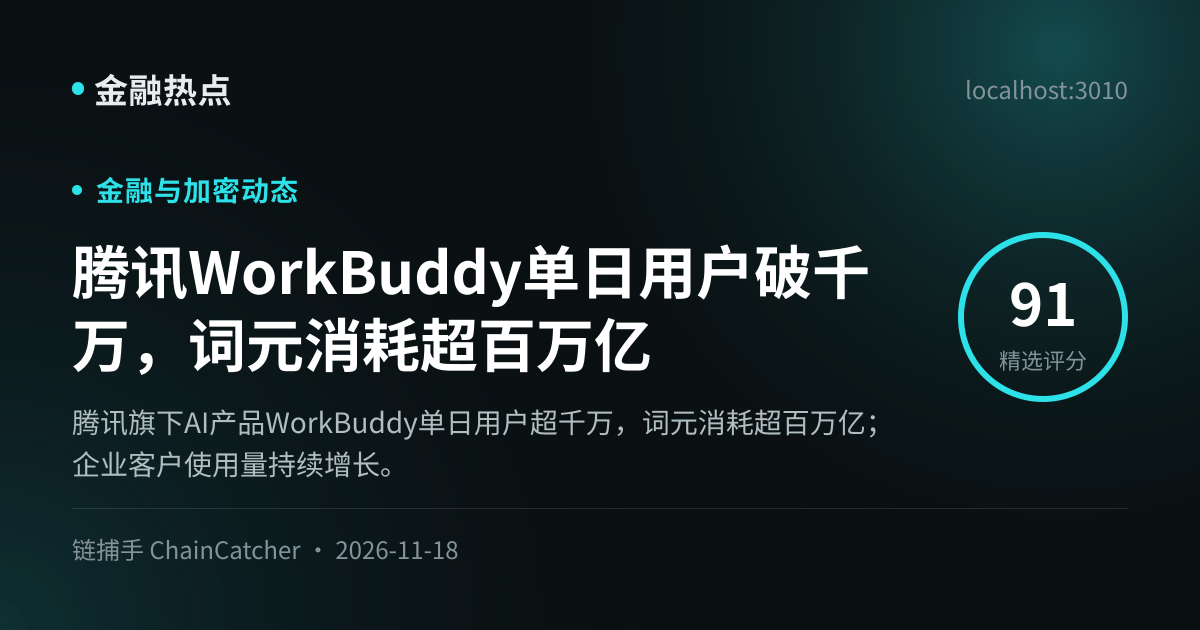 金融热点
localhost:3010
金融与加密动态
腾讯WorkBuddy单日用户破千
万，词元消耗超百万亿
91
精选评分
腾讯旗下AI产品WorkBuddy单日用户超千万，词元消耗超百万亿；
企业客户使用量持续增长。
链捕手 ChainCatcher · 2026-11-18